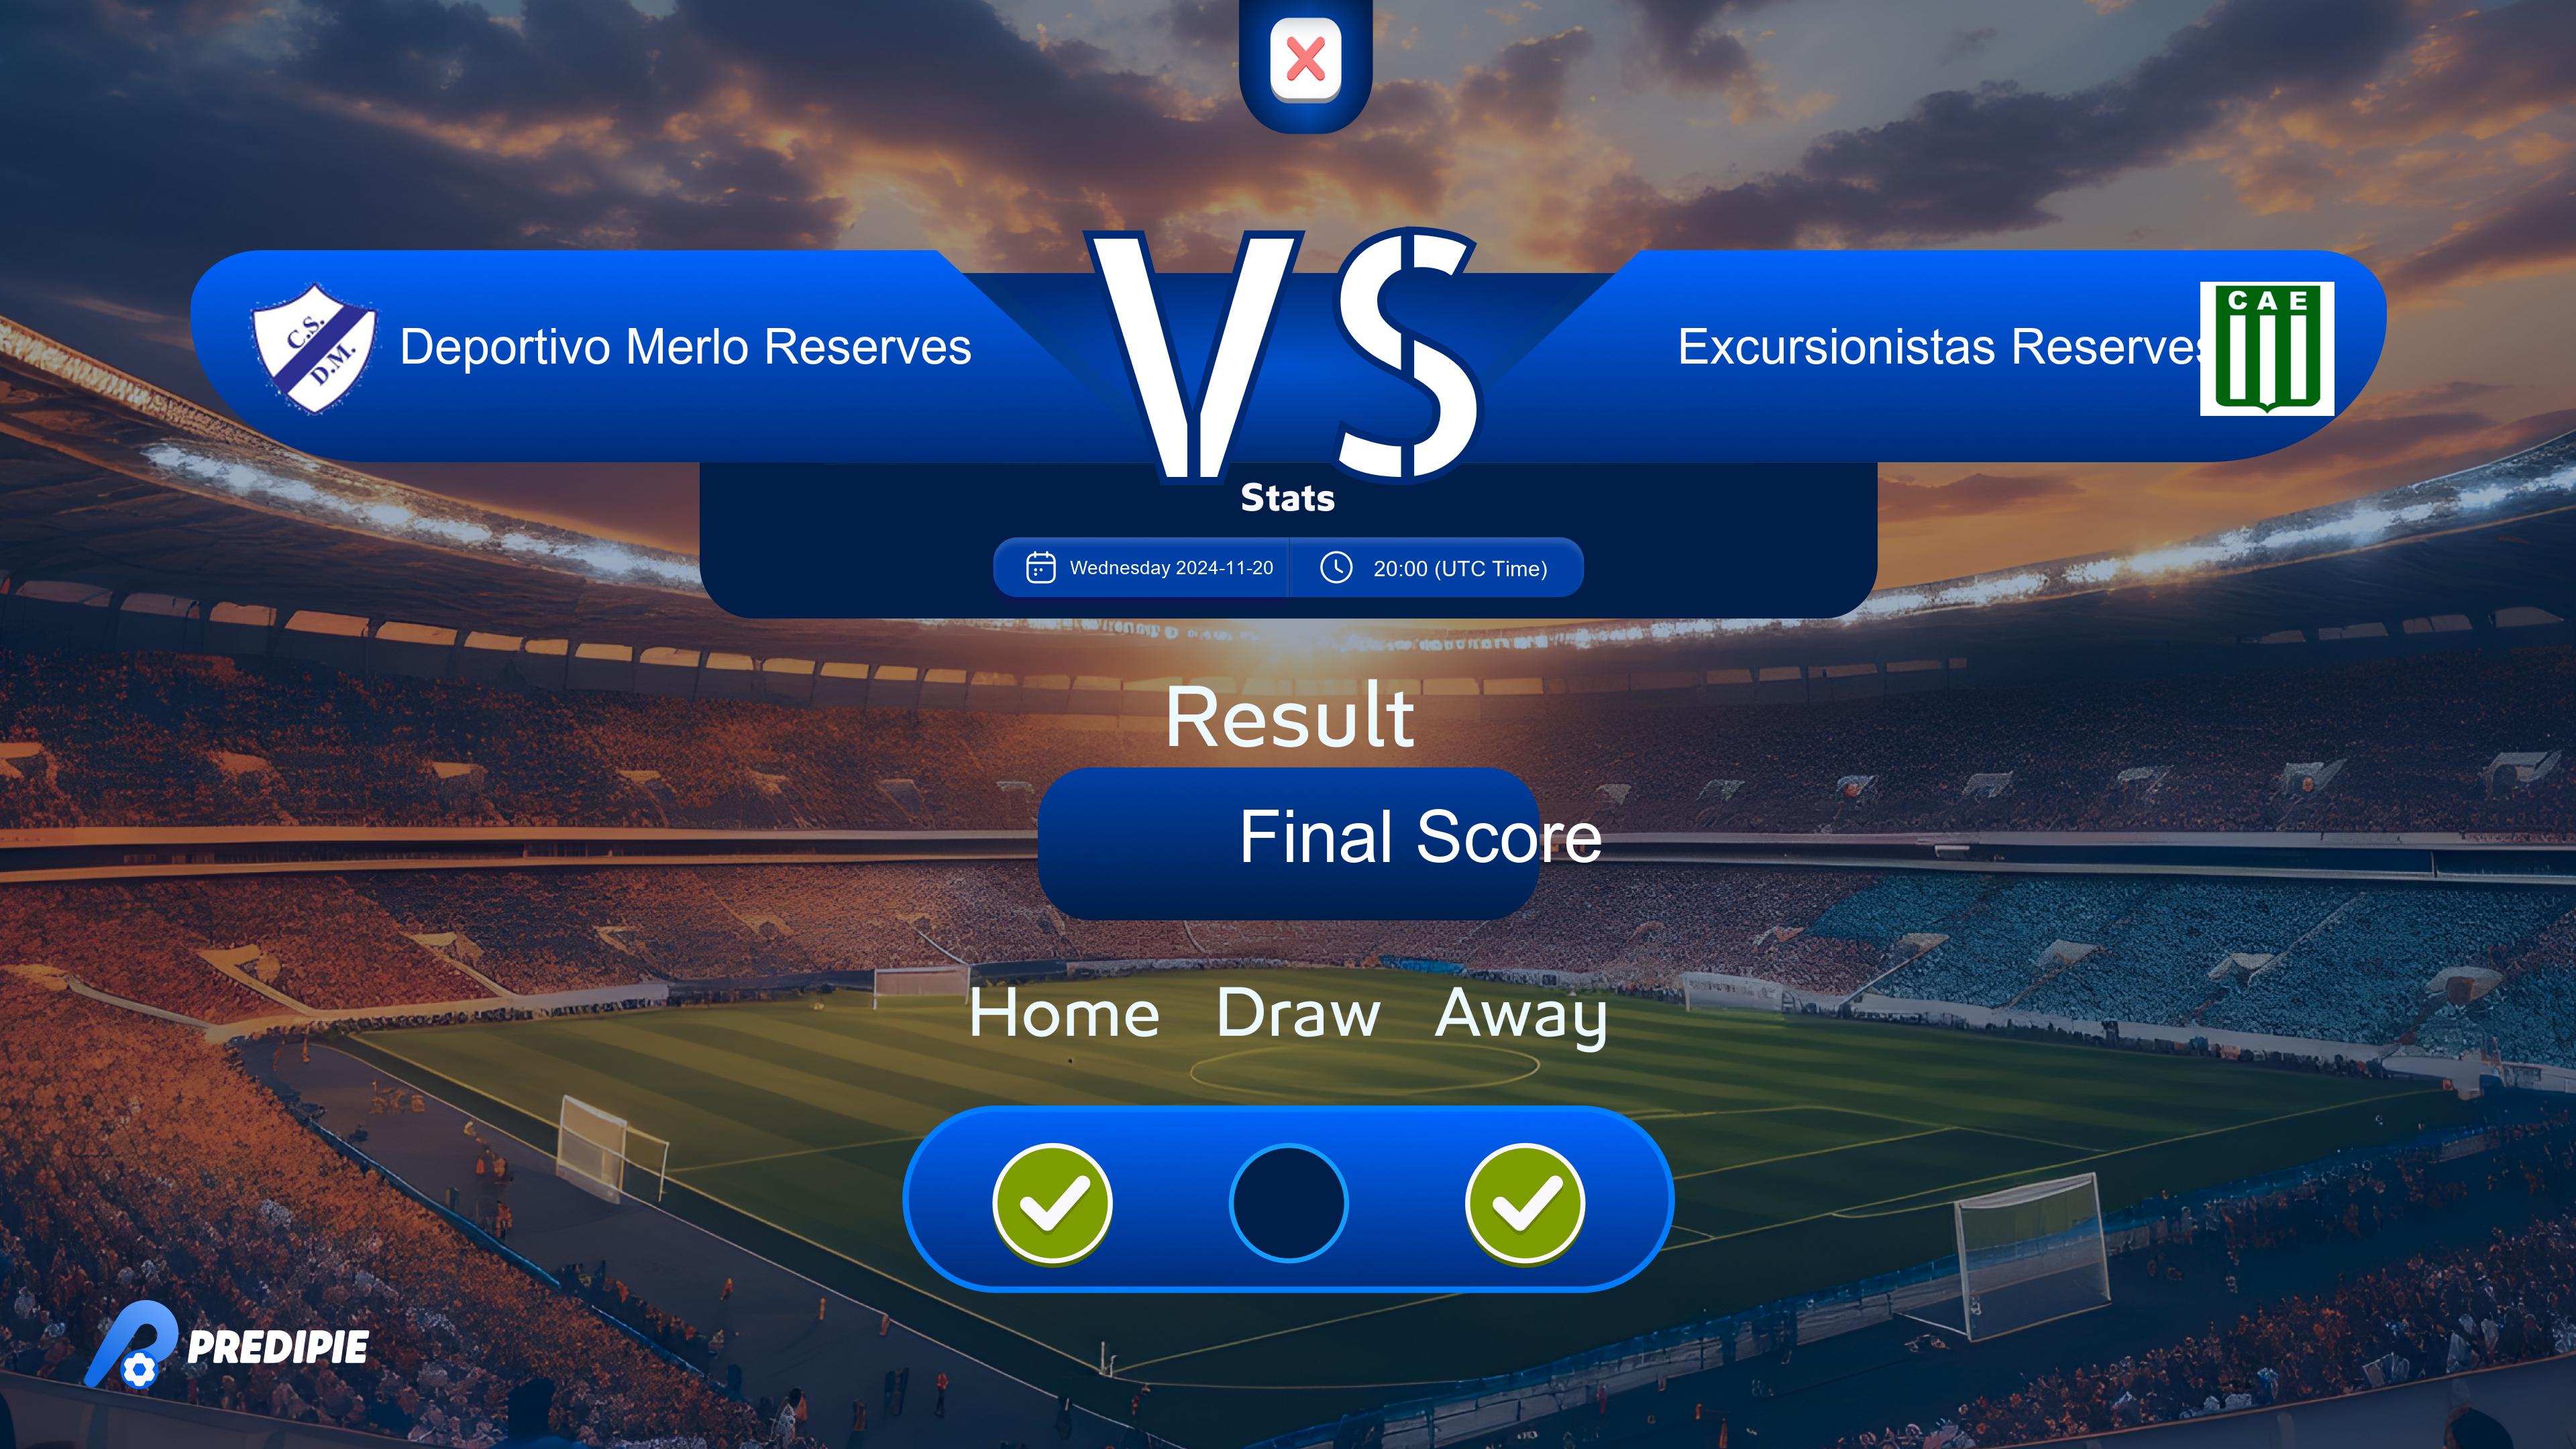 VS
C.S.
D.M.
Deportivo Merlo Reserves
Excursionistas Reserves
CAE
Stats
Wednesday 2024-11-20
20:00 (UTC Time)
Result
Final Score
Home Draw Away
PREDIPIE